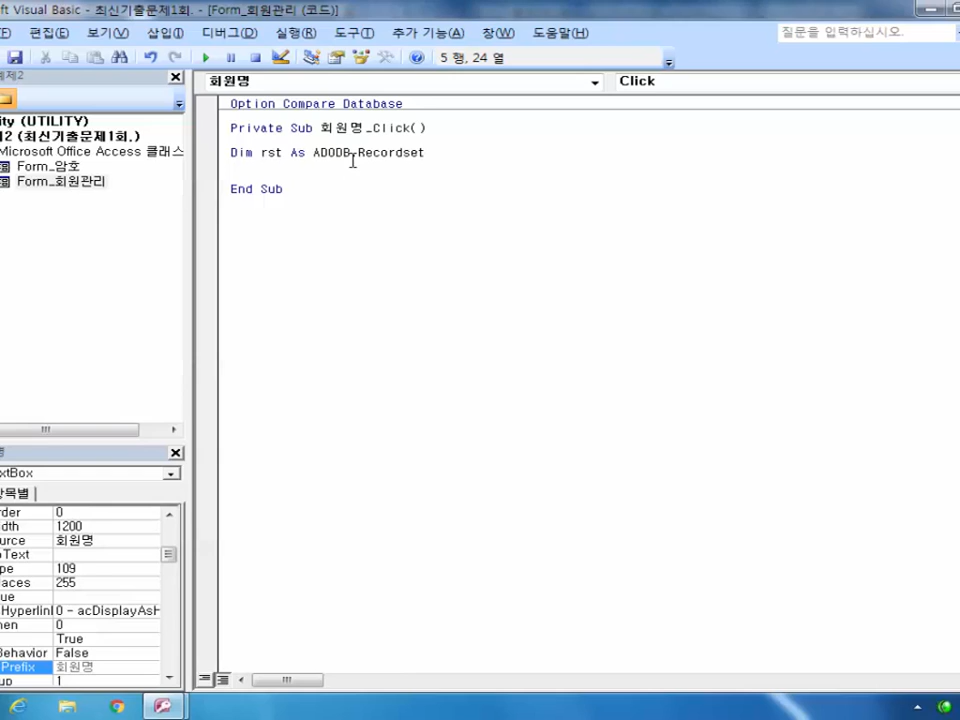 ft Visual Basic - 최신기출문제1회. - [Form_회원관리 (코드)]
(F) 편집(E) 보기(V) 삽입(I) 디버그(D) 실행(R) 도구(T) 추가 기능(A) 창(W) 도움말(H) 질문을 입력하십시오.
5 행, 24 열
제2
회원명 Click
ity (UTILITY)
Option Compare Database
Private Sub 회원명_Click()
Dim rst As ADODB.Recordset
End Sub
2 (최신기출문제1회.)
Microsoft Office Access 클래스
Form_암호
Form_회원관리
xtBox
항목별
order 0
dth 1200
ource 회원명
oText
pe 109
laces 255
ue
Hyperlinl 0 - acDisplayAsH
hen 0
True
Behavior False
Prefix 회원명
up 1